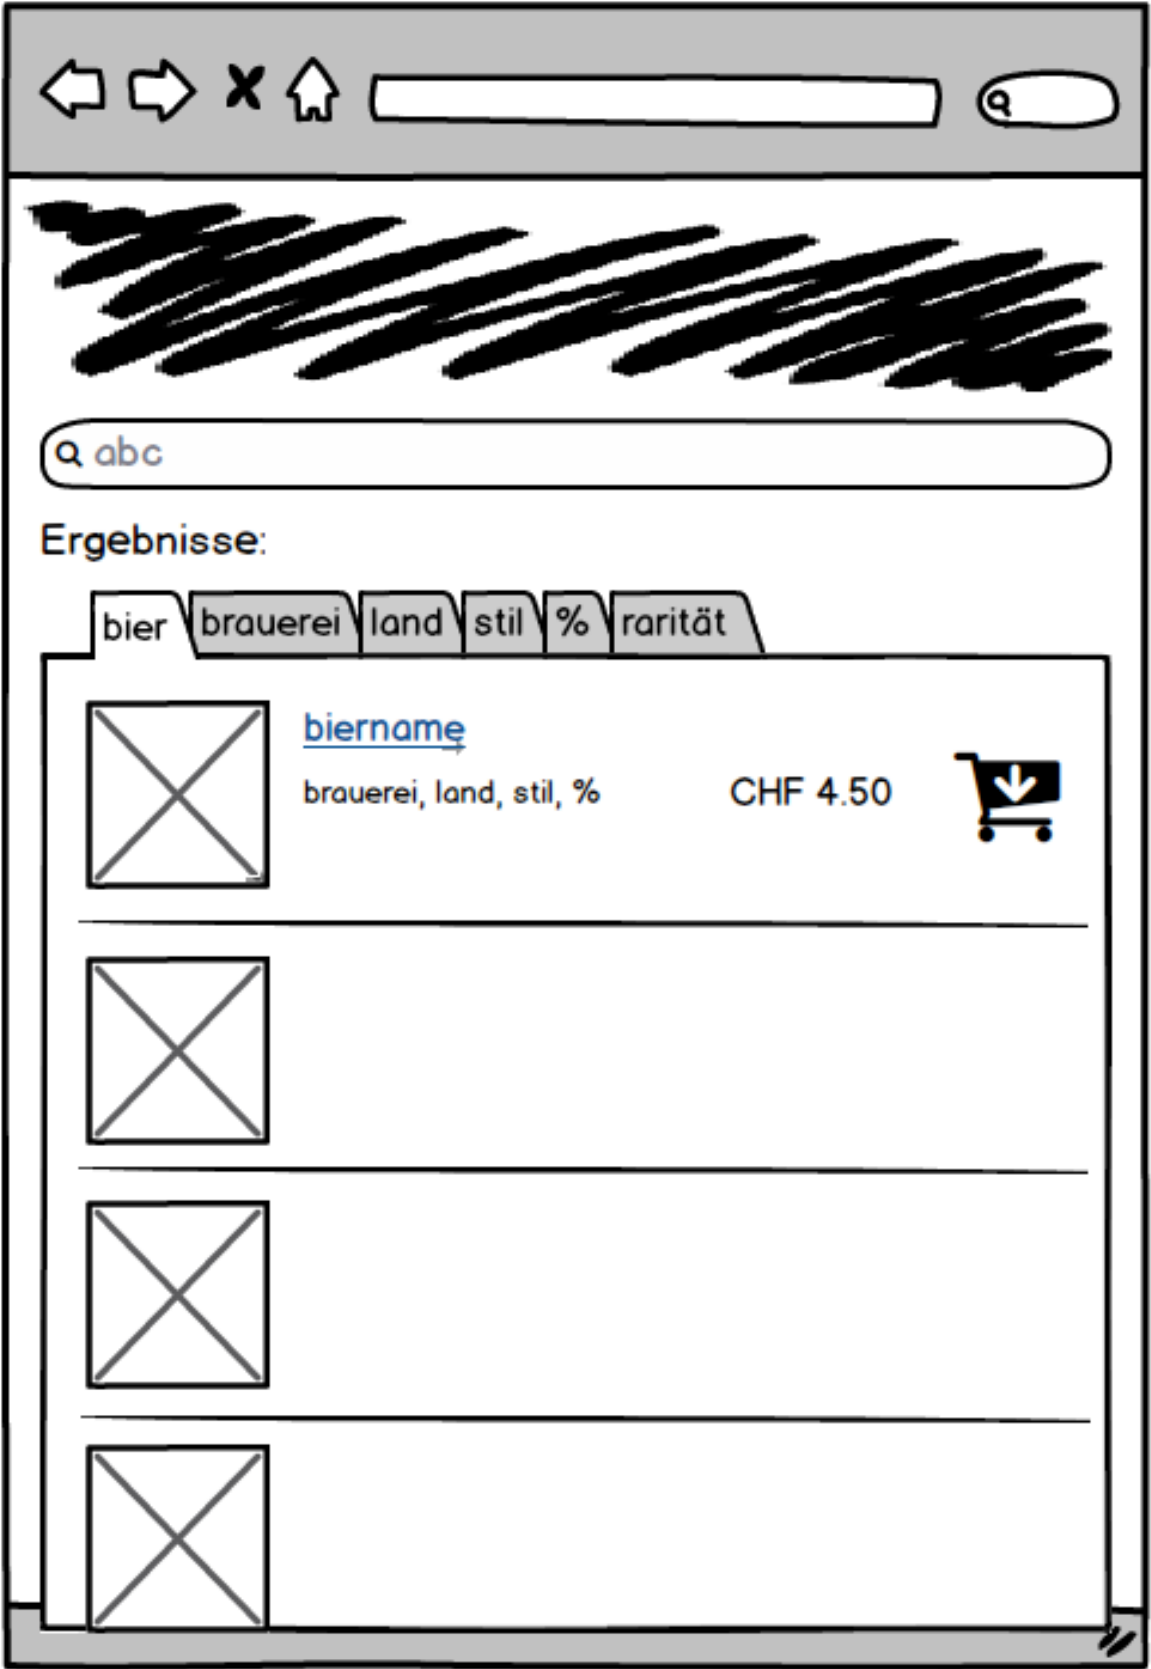 abc
Ergebnisse:
bier brauerei land stil % rarität
biername
brauerei, land, stil, % CHF 4.50